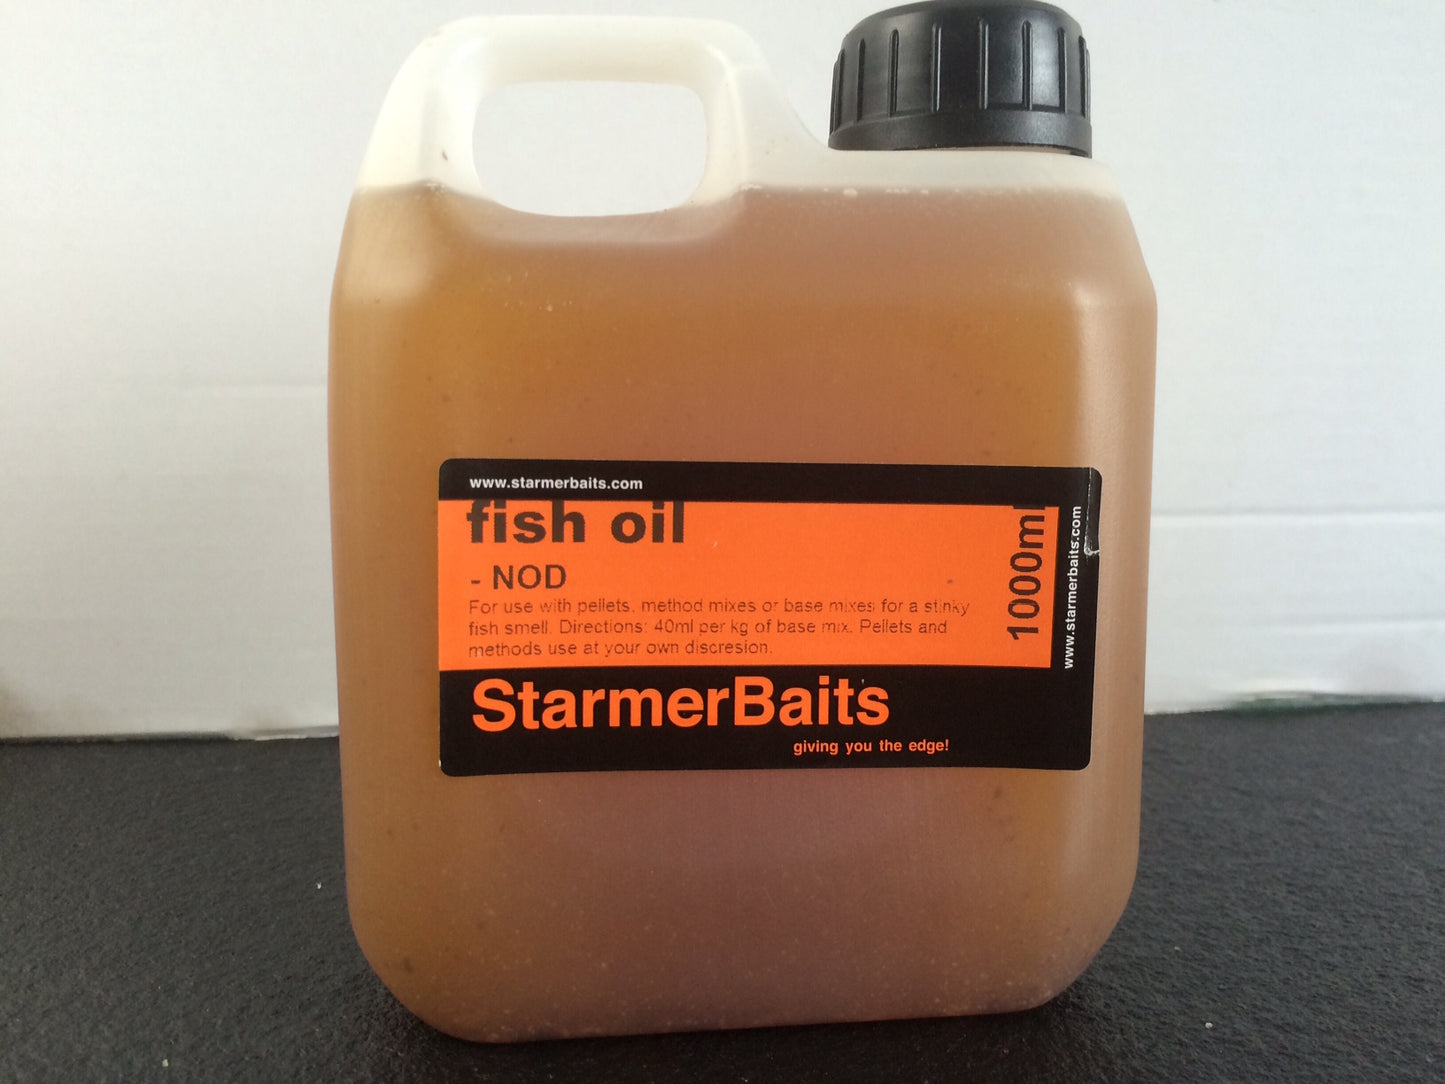 www.starmerbaits.com
fish oil
- NOD -
For use with pellets, method mixes or base mixes for a stinky
fish smell. Directions: 40ml per kg of base mix. Pellets and
methods use at your own discresion.
1000ml
www.starmerbaits.com
StarmerBaits
giving you the edge!